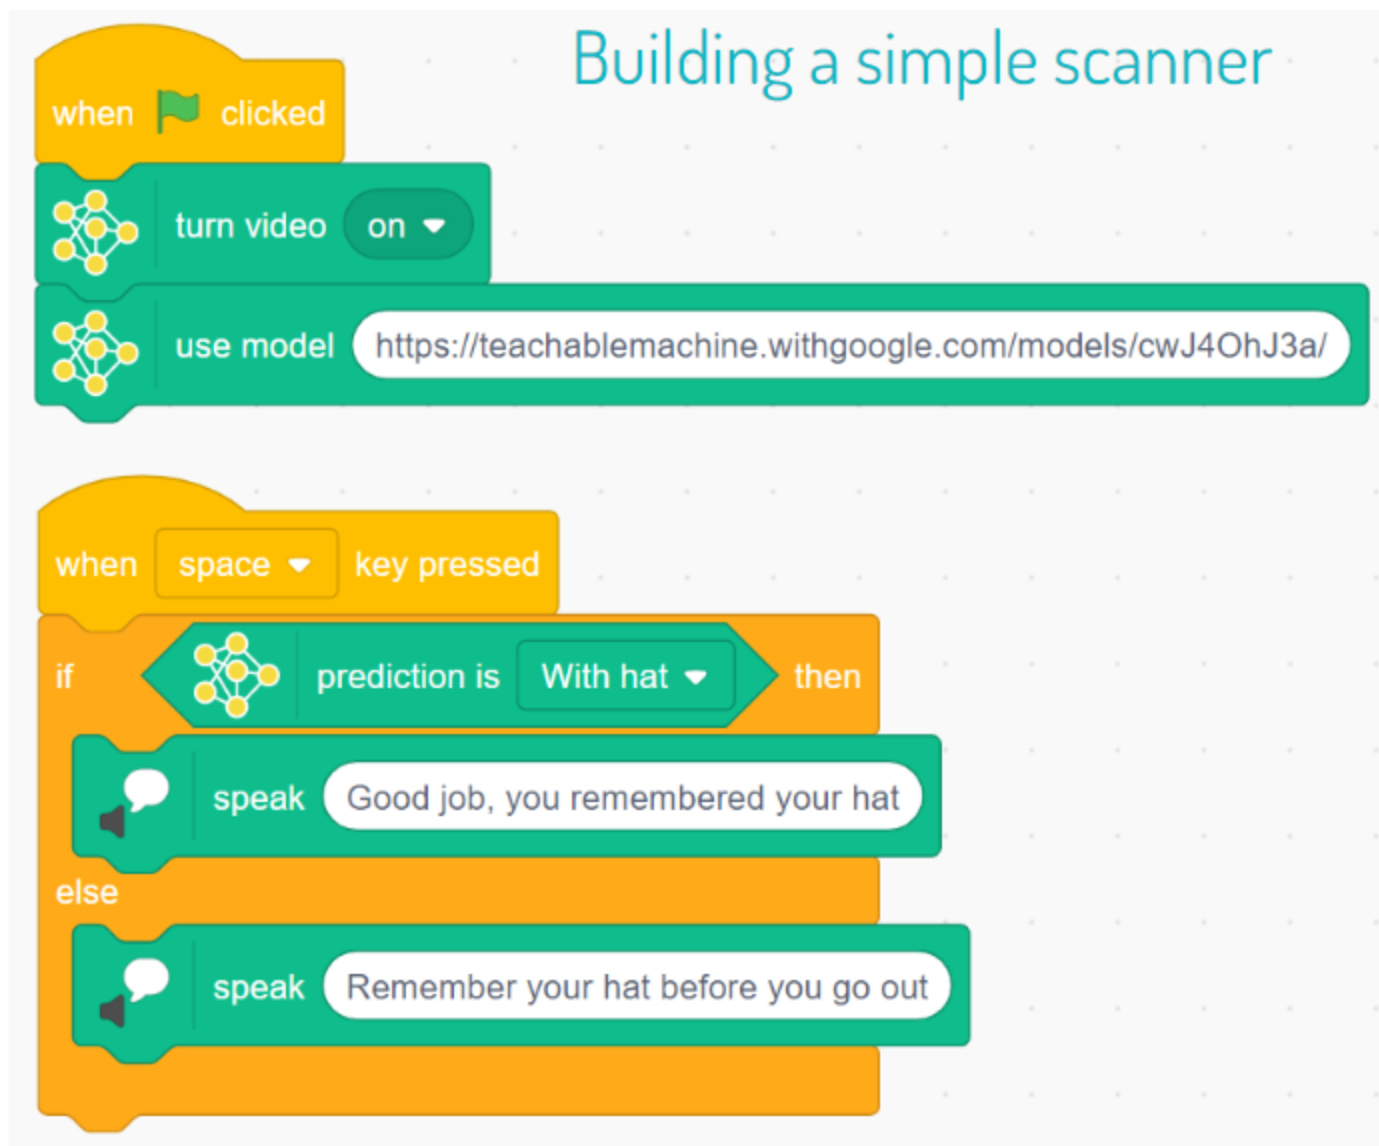 Building a simple scanner
when clicked
turn video on
use model https://teachablemachine.withgoogle.com/models/cwJ4OhJ3a/
when space key pressed
if prediction is With hat then
speak Good job, you remembered your hat
else
speak Remember your hat before you go out